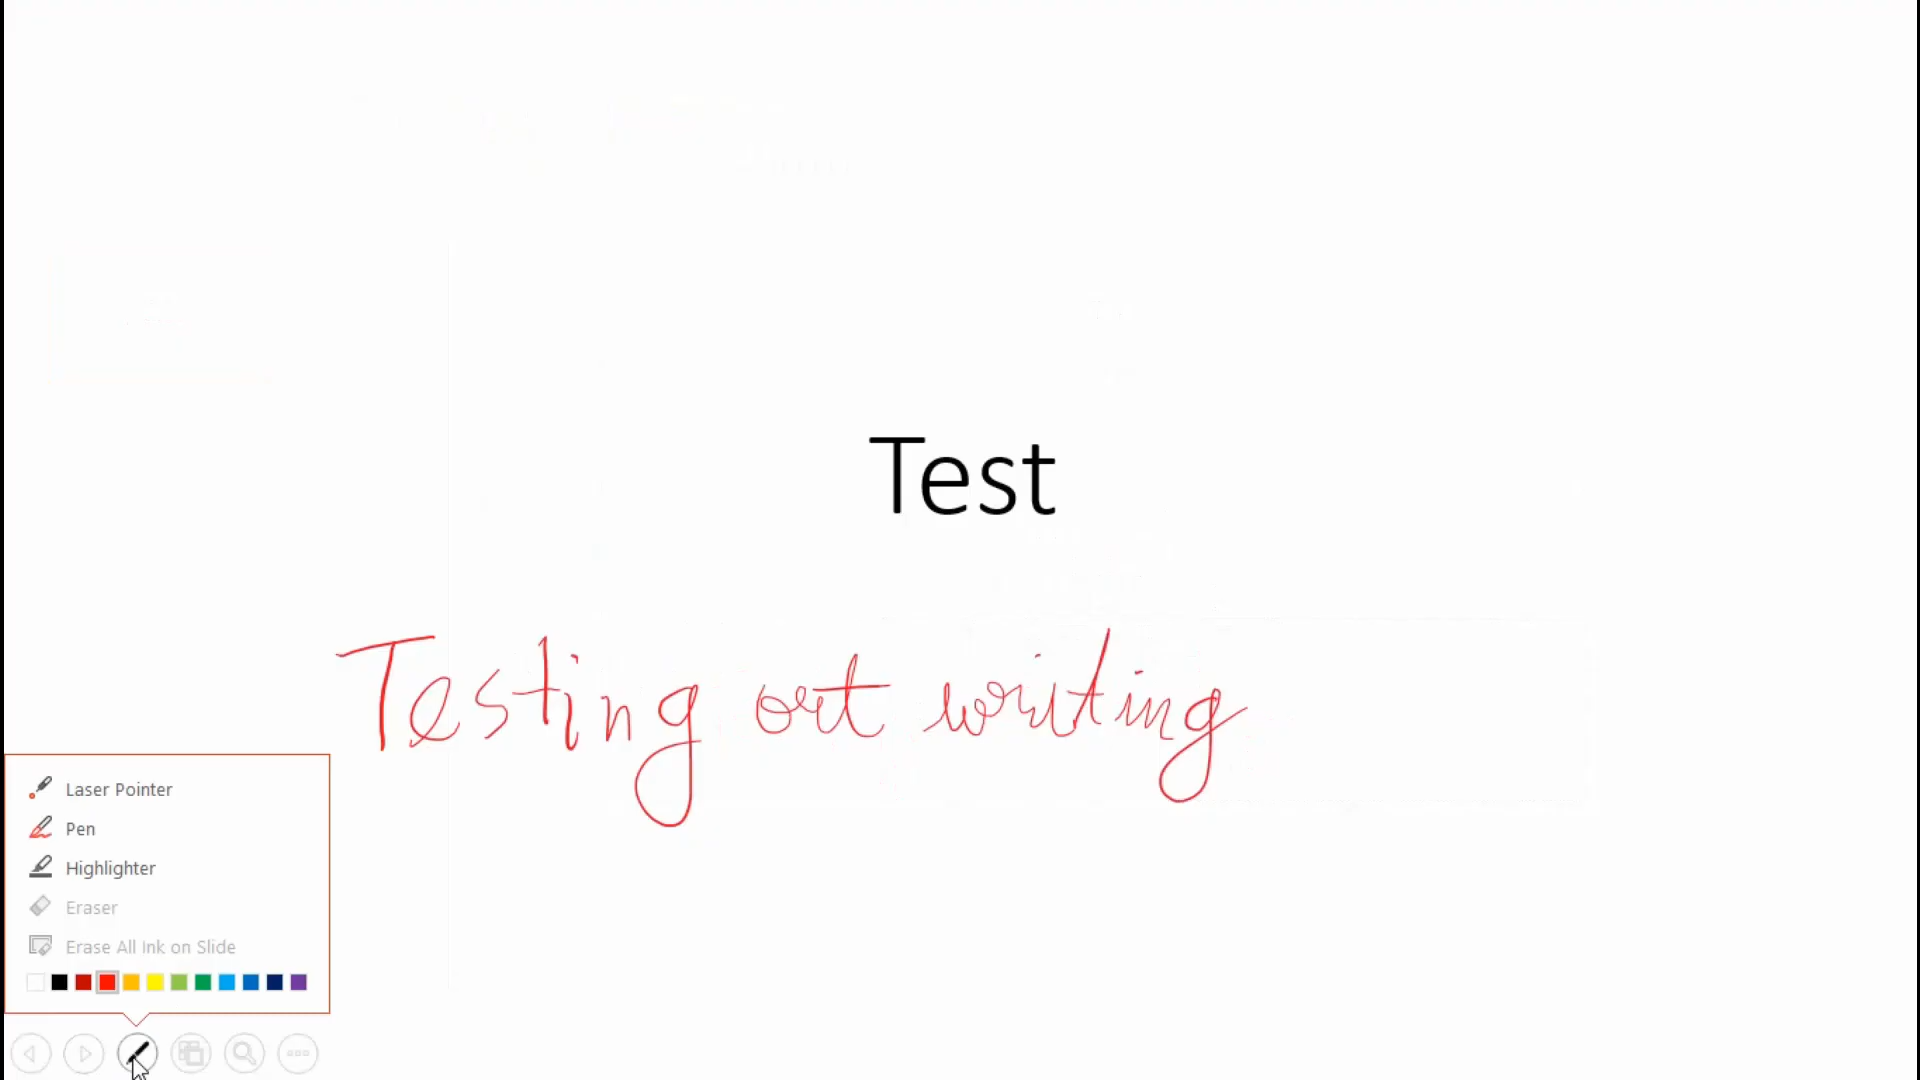 Test
Testing out writing
Laser Pointer
Pen
Highlighter
Eraser
Erase All Ink on Slide